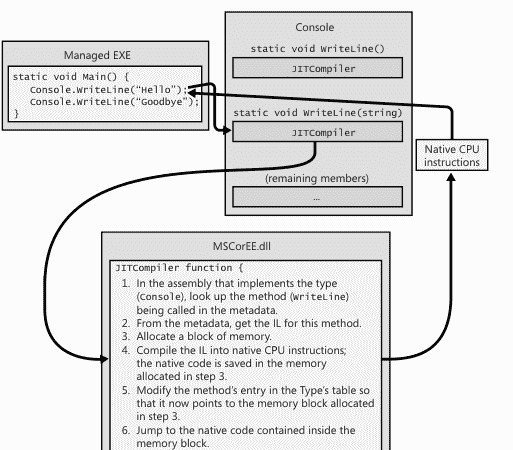 Console
static void WriteLine()
JITCompiler
Managed EXE
static void Main() {
Console.WriteLine(“Hello”);
Console.WriteLine(“Goodbye”);
}
static void WriteLine(string)
JITCompiler
Native CPU
instructions
(remaining members)
...
MSCorEE.dll
JITCompiler function {
1. In the assembly that implements the type
(Console), look up the method (WriteLine)
being called in the metadata.
2. From the metadata, get the IL for this method.
3. Allocate a block of memory.
4. Compile the IL into native CPU instructions;
the native code is saved in the memory
allocated in step 3.
5. Modify the method’s entry in the Type’s table so
that it now points to the memory block allocated
in step 3.
6. Jump to the native code contained inside the
memory block.